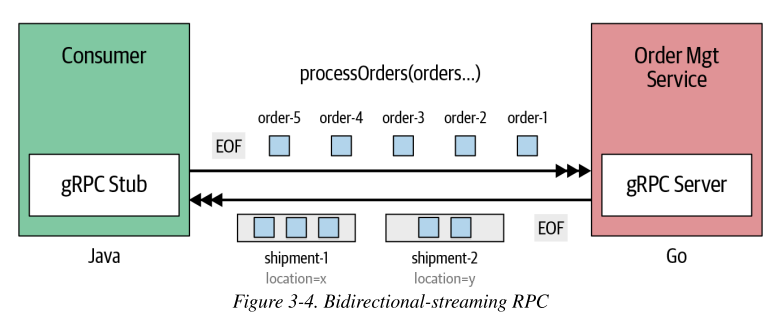 Consumer
Order Mgt
Service
processOrders(orders...)
order-5 order-4 order-3 order-2 order-1
EOF
gRPC Stub
gRPC Server
EOF
shipment-1 shipment-2
location=x location=y
Java
Go
Figure 3-4. Bidirectional-streaming RPC